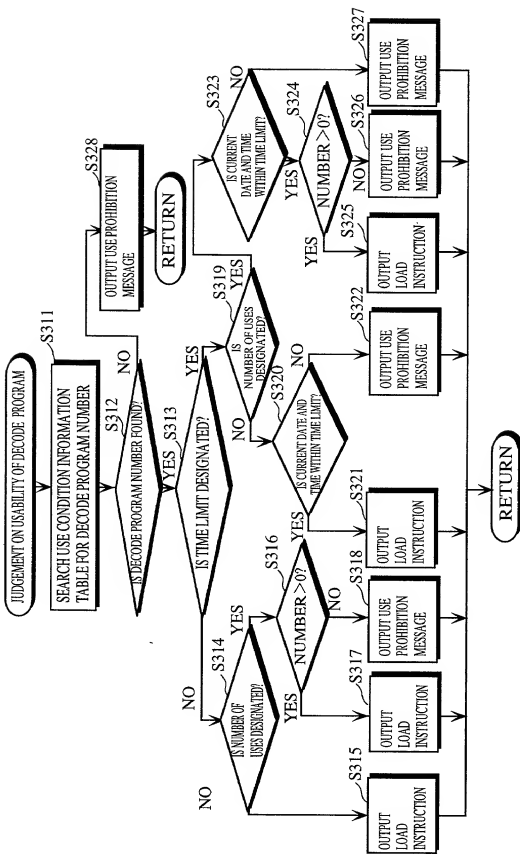 JUDGEMENT ON USABILITY OF DECODE PROGRAM
S311
SEARCH USE CONDITION INFORMATION
TABLE FOR DECODE PROGRAM NUMBER
S312
IS DECODE PROGRAM NUMBER FOUND?
NO
S328
OUTPUT USE PROHIBITION
MESSAGE
RETURN
YES
S313
IS TIME LIMIT DESIGNATED?
NO
YES
S314
IS NUMBER OF
USES DESIGNATED?
NO
YES
S316
NUMBER>0?
YES
NO
S319
IS
NUMBER OF USES
DESIGNATED?
NO
YES
S320
IS CURRENT DATE AND
TIME WITHIN TIME LIMIT?
YES
NO
S323
IS CURRENT
DATE AND TIME
WITHIN TIME LIMIT?
NO
YES
S324
NUMBER>0?
YES
NO
S315
OUTPUT
LOAD
INSTRUCTION
S317
OUTPUT
LOAD
INSTRUCTION
S318
OUTPUT USE
PROHIBITION
MESSAGE
S321
OUTPUT
LOAD
INSTRUCTION
S322
OUTPUT USE
PROHIBITION
MESSAGE
S325
OUTPUT
LOAD
INSTRUCTION
S326
OUTPUT USE
PROHIBITION
MESSAGE
S327
OUTPUT USE
PROHIBITION
MESSAGE
RETURN